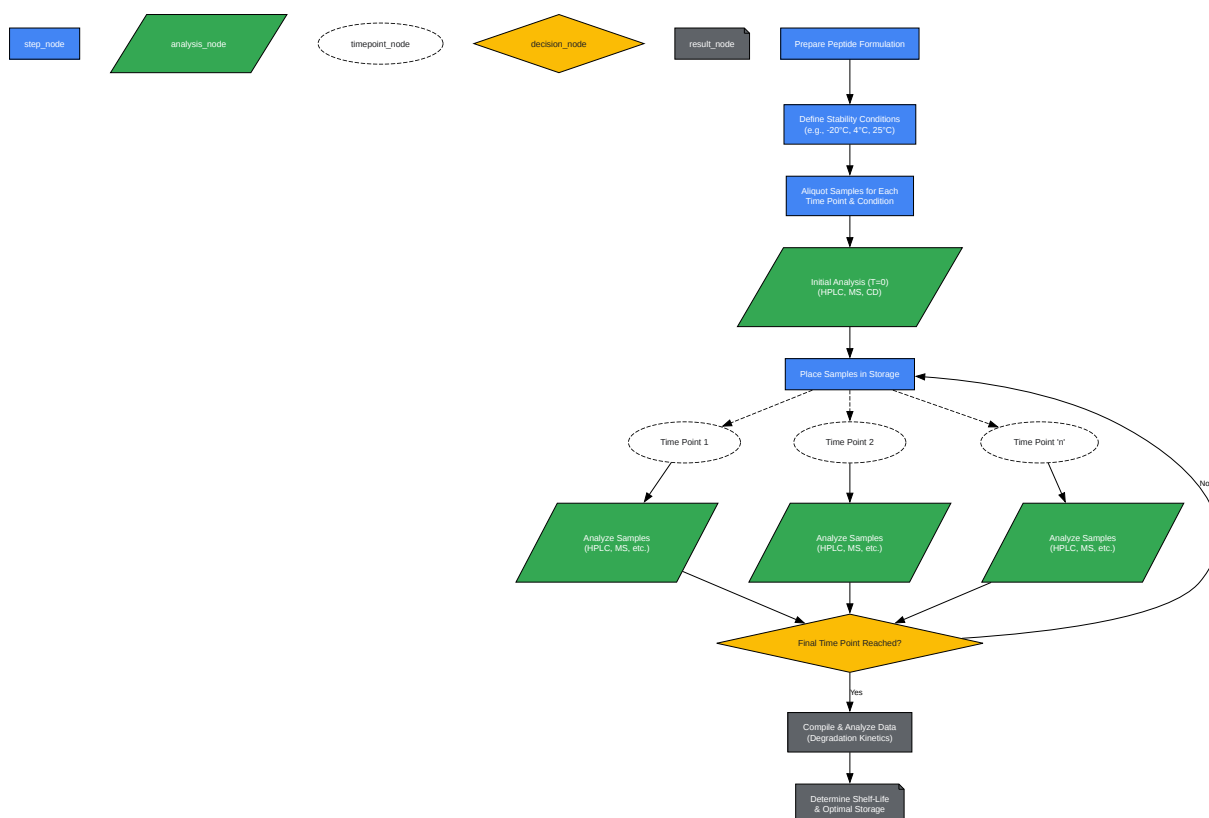 step_node
analysis_node
timepoint_node
decision_node
result_node
Prepare Peptide Formulation
Define Stability Conditions
(e.g., -20°C, 4°C, 25°C)
Aliquot Samples for Each
Time Point & Condition
Initial Analysis (T=0)
(HPLC, MS, CD)
Place Samples in Storage
Time Point 1
Time Point 2
Time Point 'n'
No
Analyze Samples
(HPLC, MS, etc.)
Analyze Samples
(HPLC, MS, etc.)
Analyze Samples
(HPLC, MS, etc.)
Final Time Point Reached?
Yes
Compile & Analyze Data
(Degradation Kinetics)
Determine Shelf-Life
& Optimal Storage